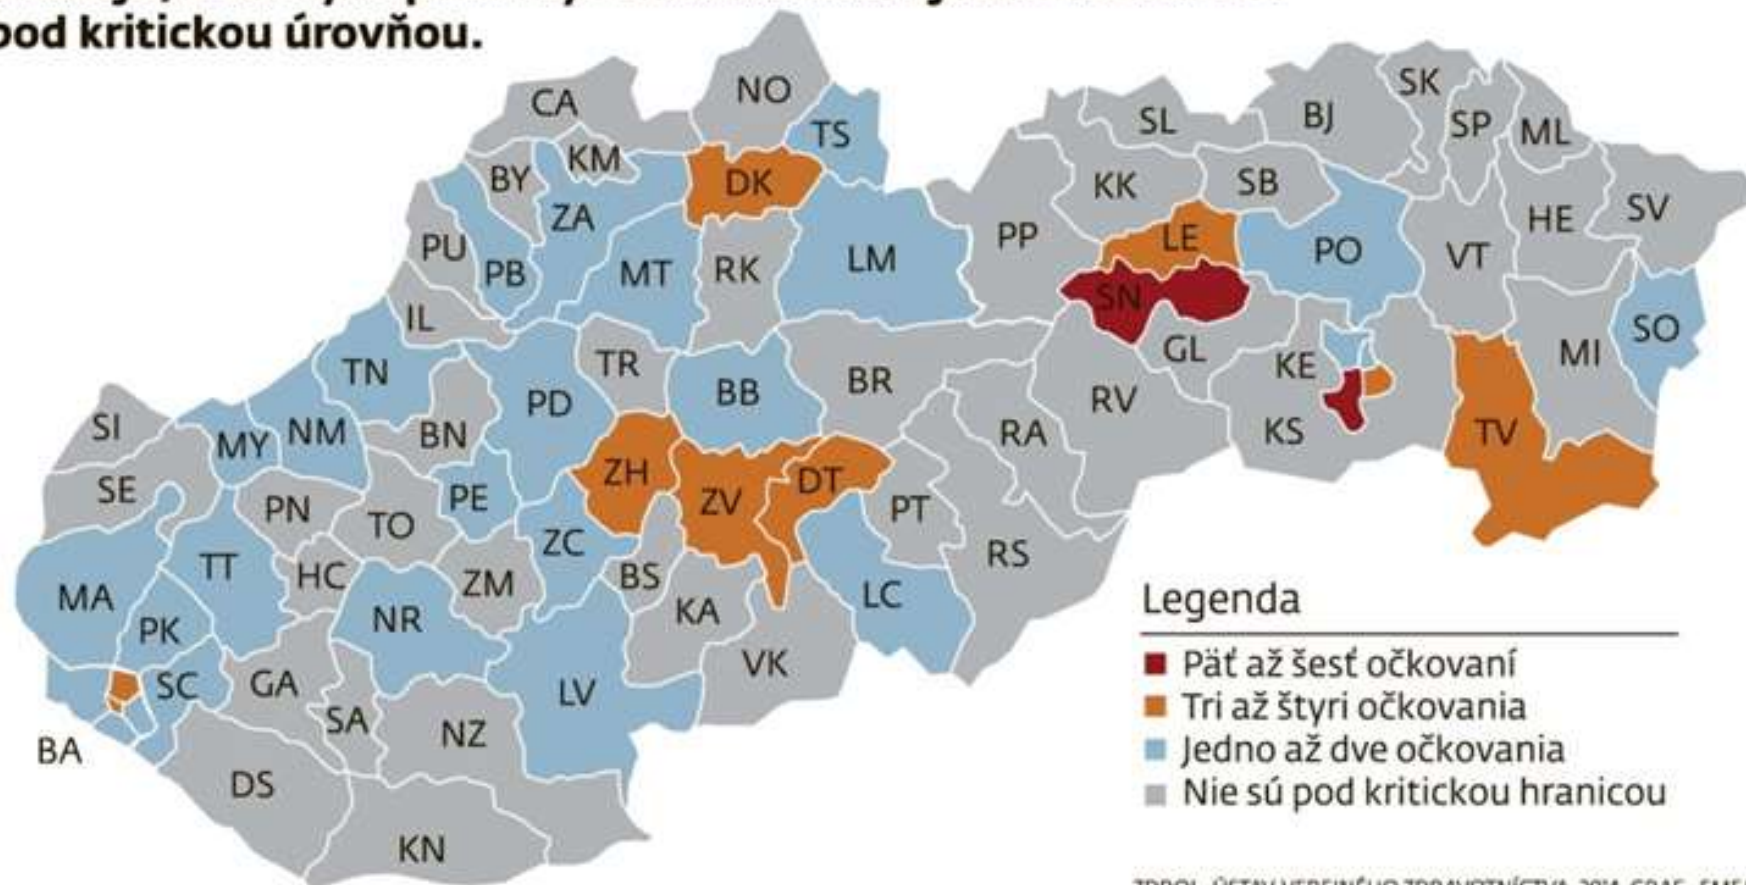 pod kritickou úrovňou.
NO
CA
TS
SK
BJ
SL
SP
ML
KM
BY
DK
KK
SB
SV
ZA
HE
PU
PP
LE
PO
VT
PB
MT
RK
LM
SN
IL
SO
GL
MI
TR
KE
TN
BR
BB
PD
RV
SI
MY
NM
BN
RA
KS
TV
ZH
DT
SE
PE
ZV
PN
PT
TO
ZC
RS
TT
HC
BS
ZM
MA
LC
KA
NR
PK
VK
SC
GA
LV
SA
NZ
BA
DS
KN
Legenda
Päť až šesť očkovaní
Tri až štyri očkovania
Jedno až dve očkovania
Nie sú pod kritickou hranicou